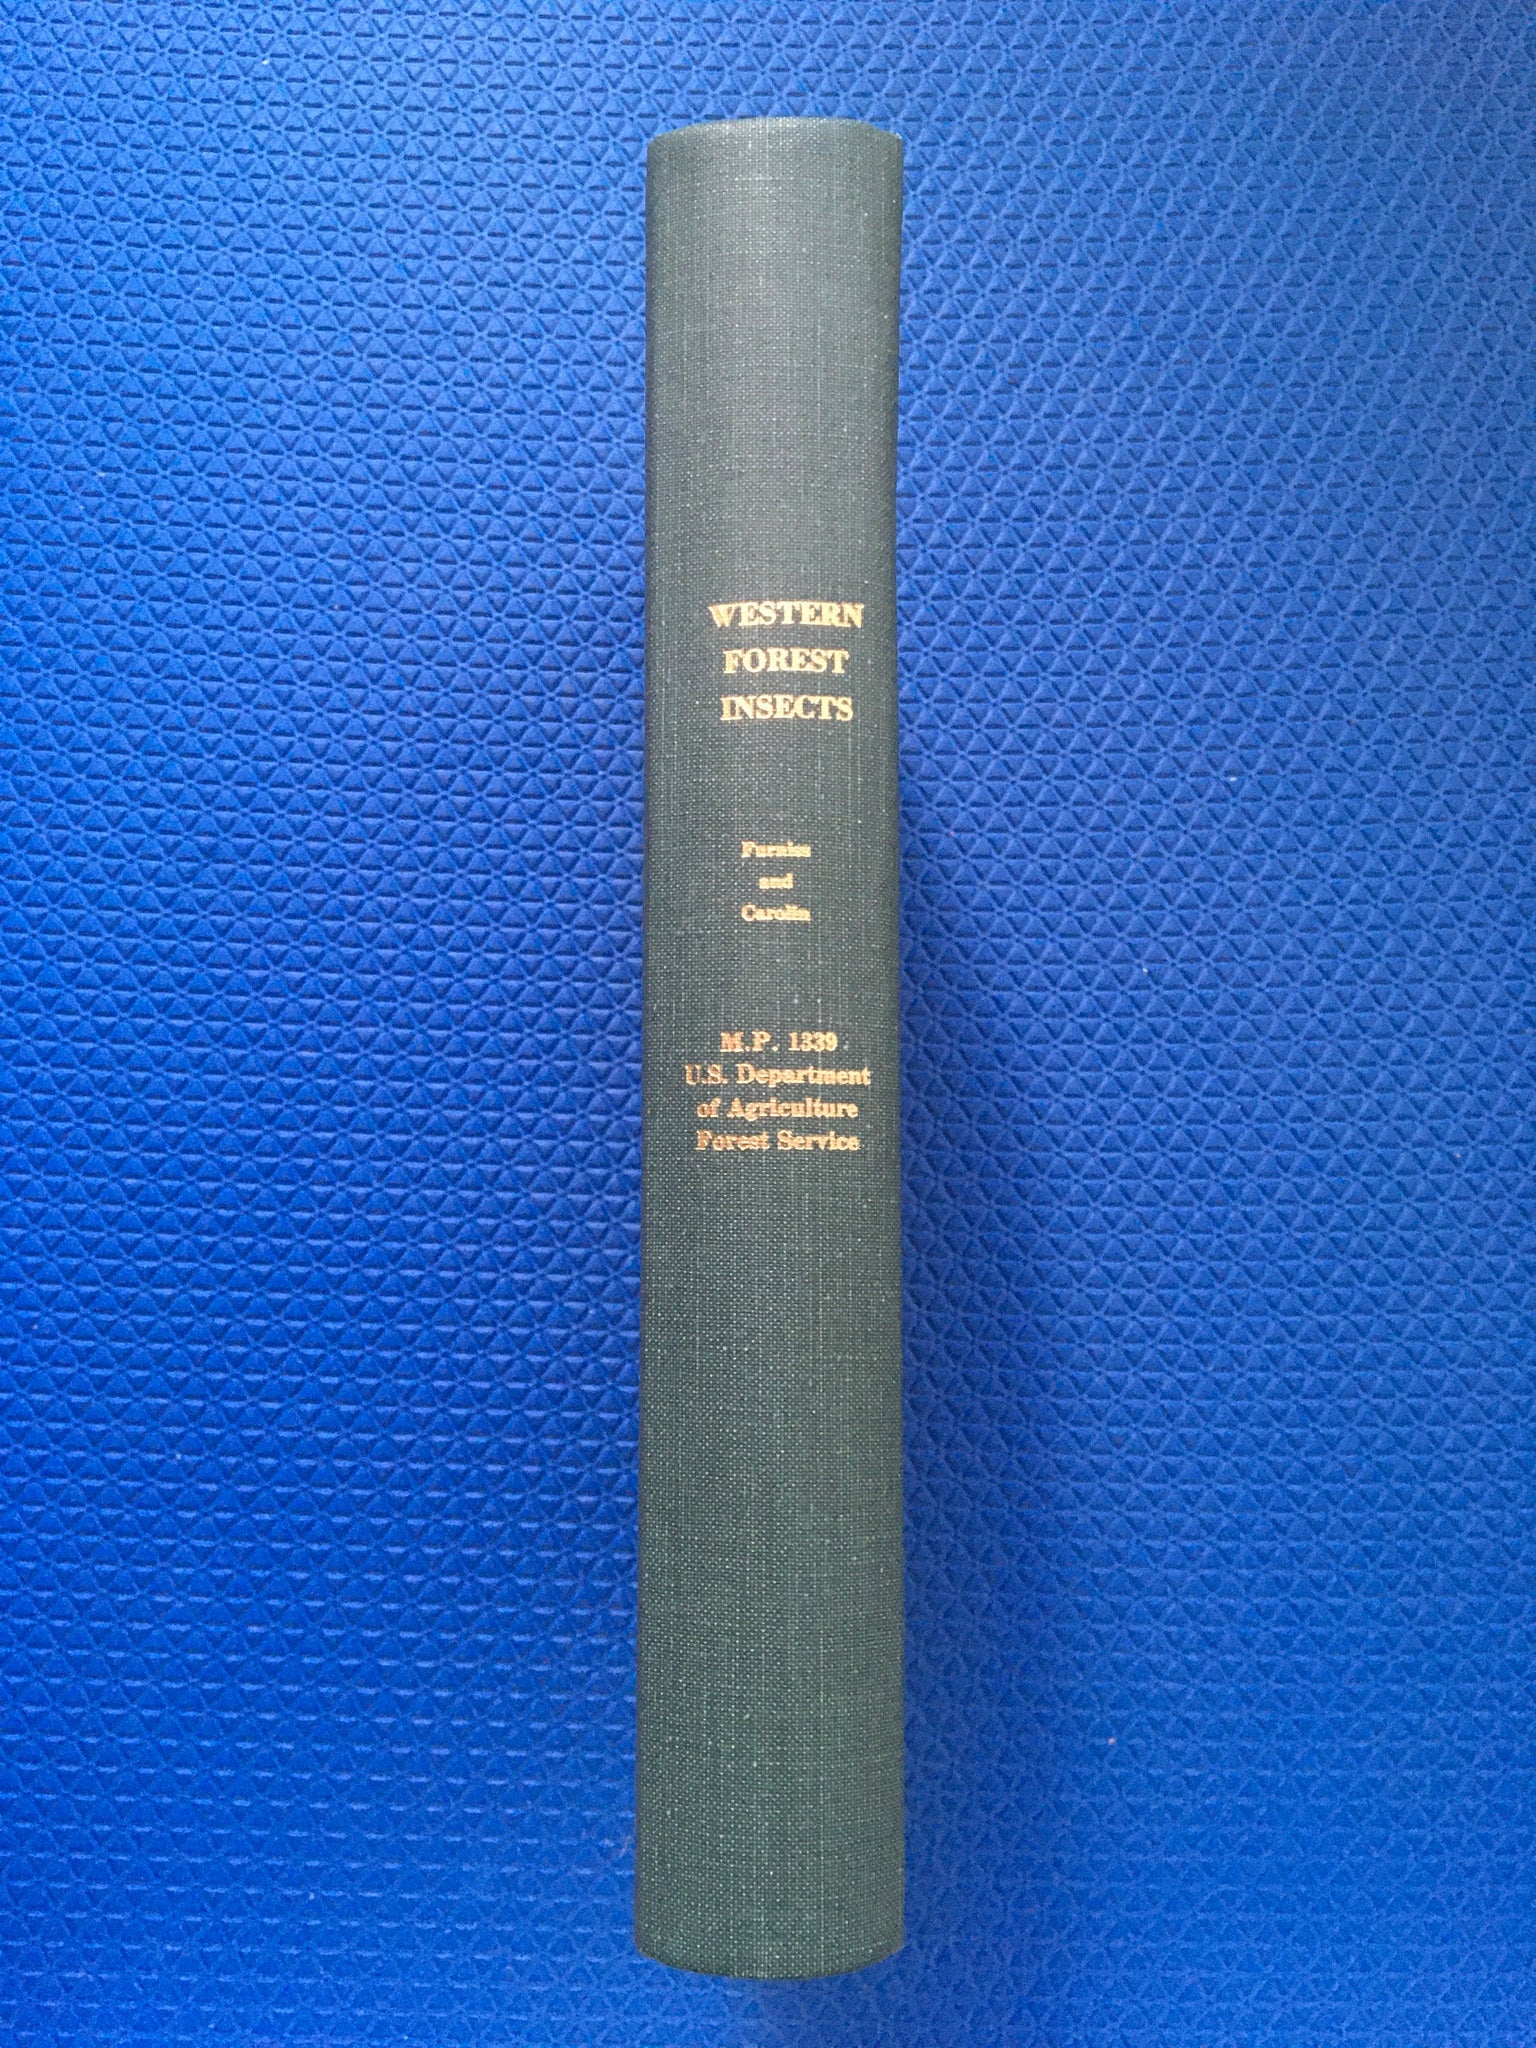 WESTERN
FOREST
INSECTS
Furniss
and
Carolin
M.P. 1339
U.S. Department
of Agriculture
Forest Service